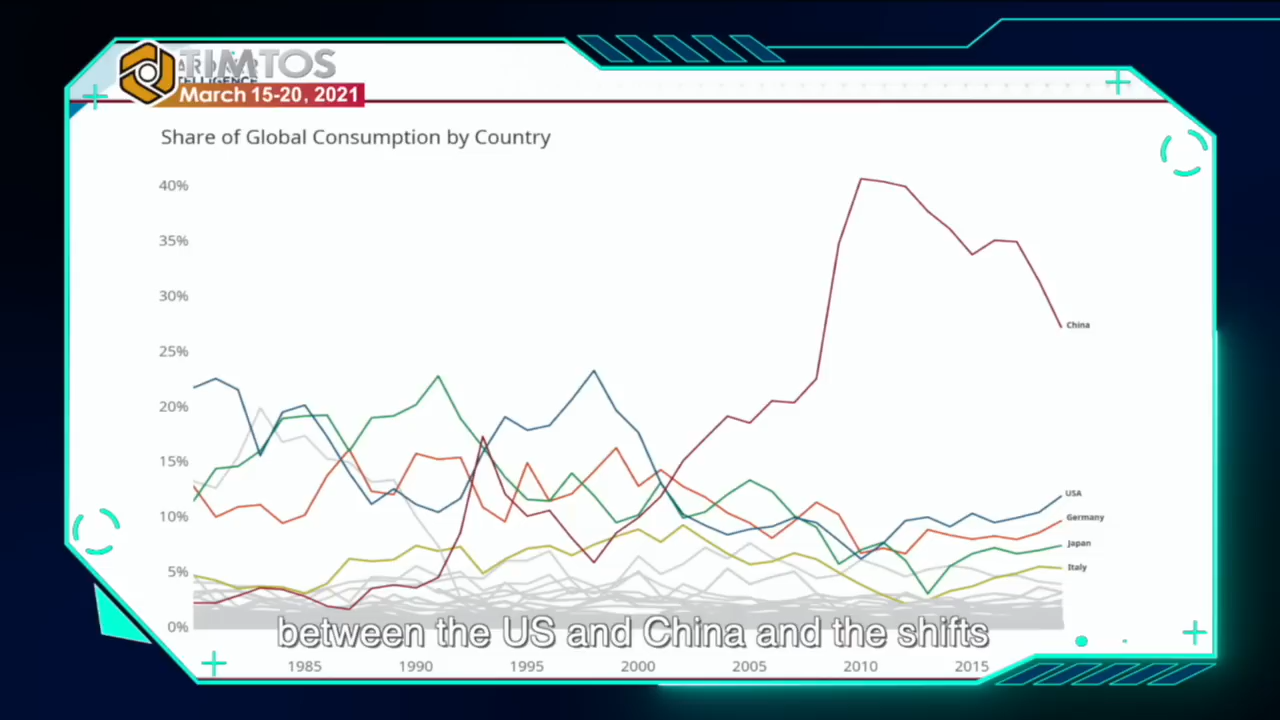 TIMTOS
March 15-20, 2021
Share of Global Consumption by Country
40%
35%
30%
25%
20%
15%
10%
5%
0%
China
USA
Germany
Japan
Italy
between the US and China and the shifts
1985 1990 1995 2000 2005 2010 2015